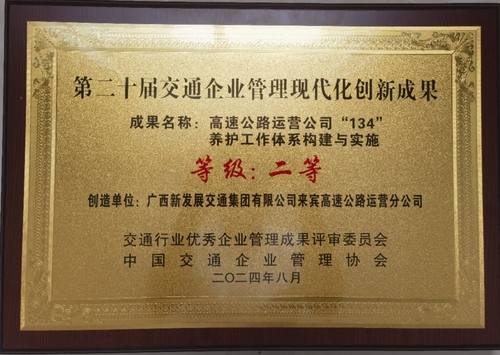 第二十届交通企业管理现代化创新成果
成果名称：高速公路运营公司“134”
养护工作体系构建与实施
等级：二等
创造单位：广西新发展交通集团有限公司来宾高速公路运营分公司
交通行业优秀企业管理成果评审委员会
中国交通企业管理协会
二〇二四年八月